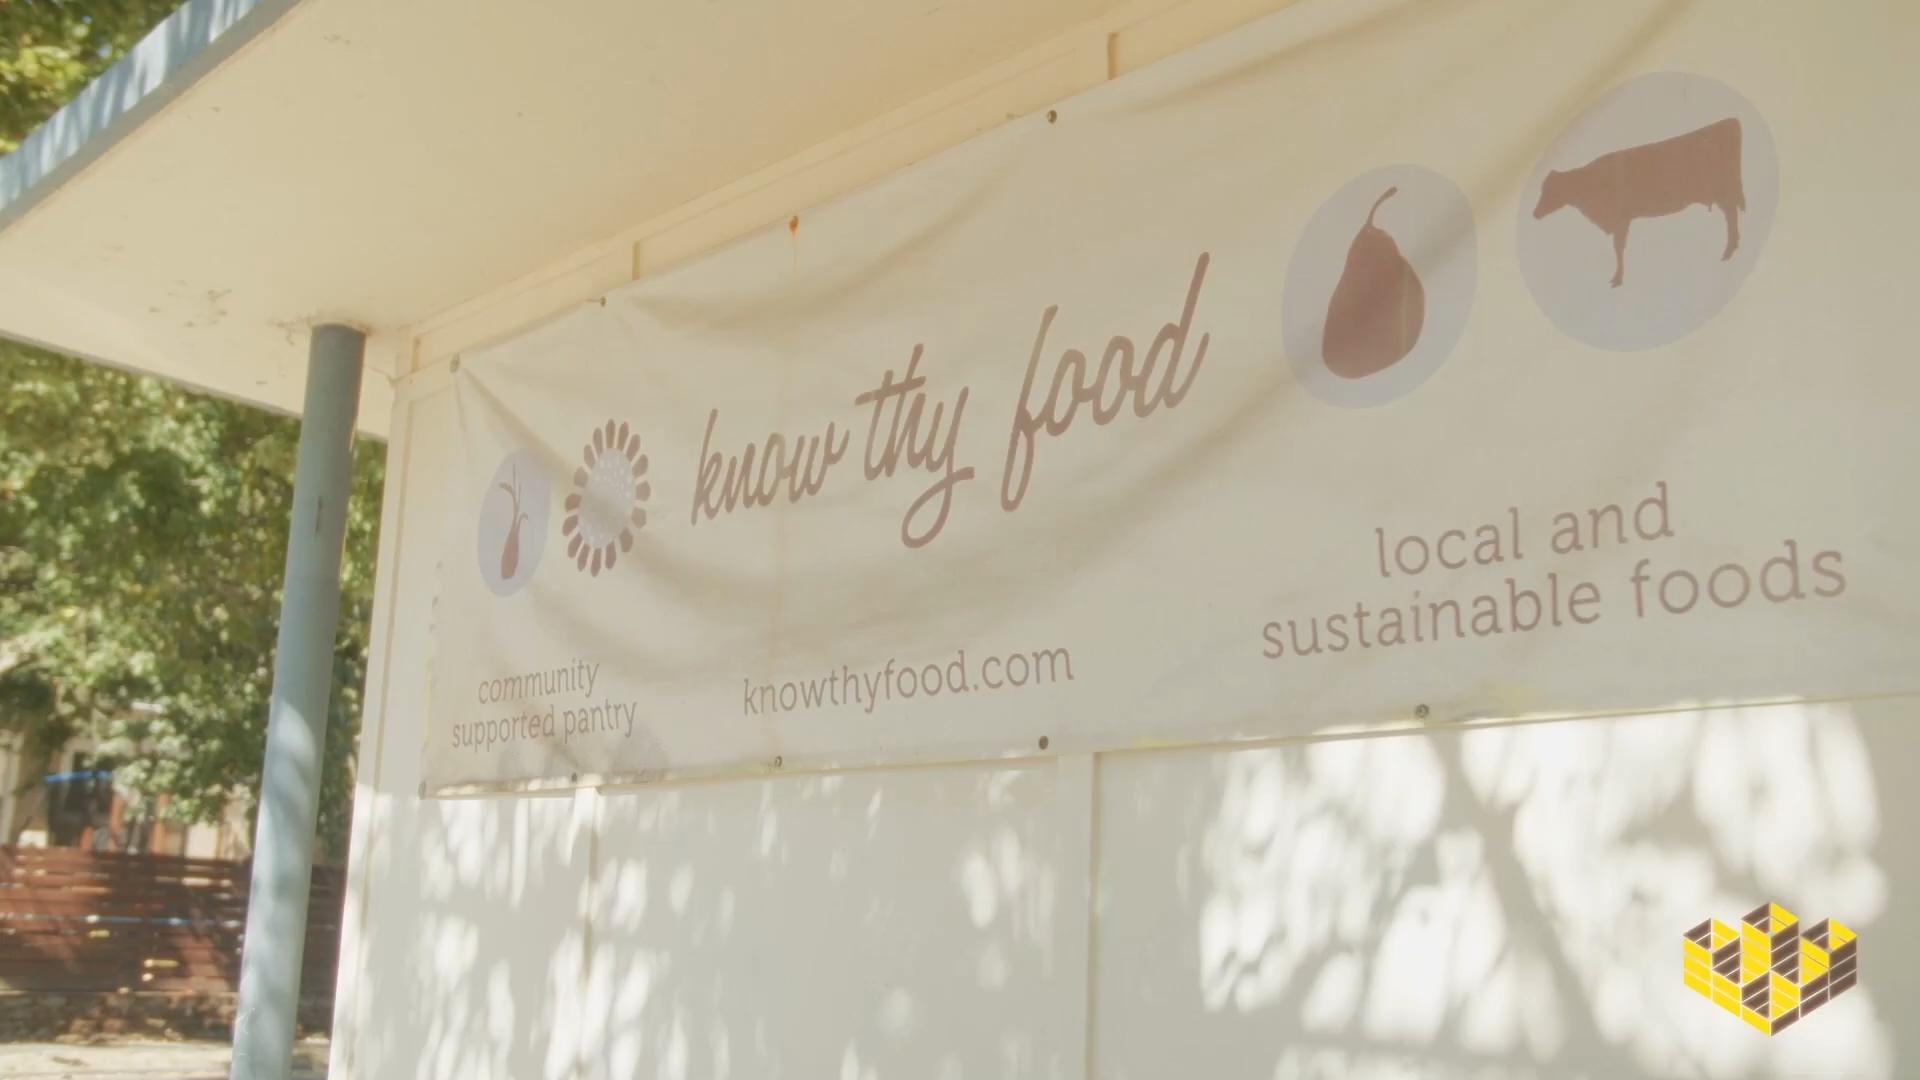 know thy food
local and
sustainable foods
community
supported pantry
knowthyfood.com